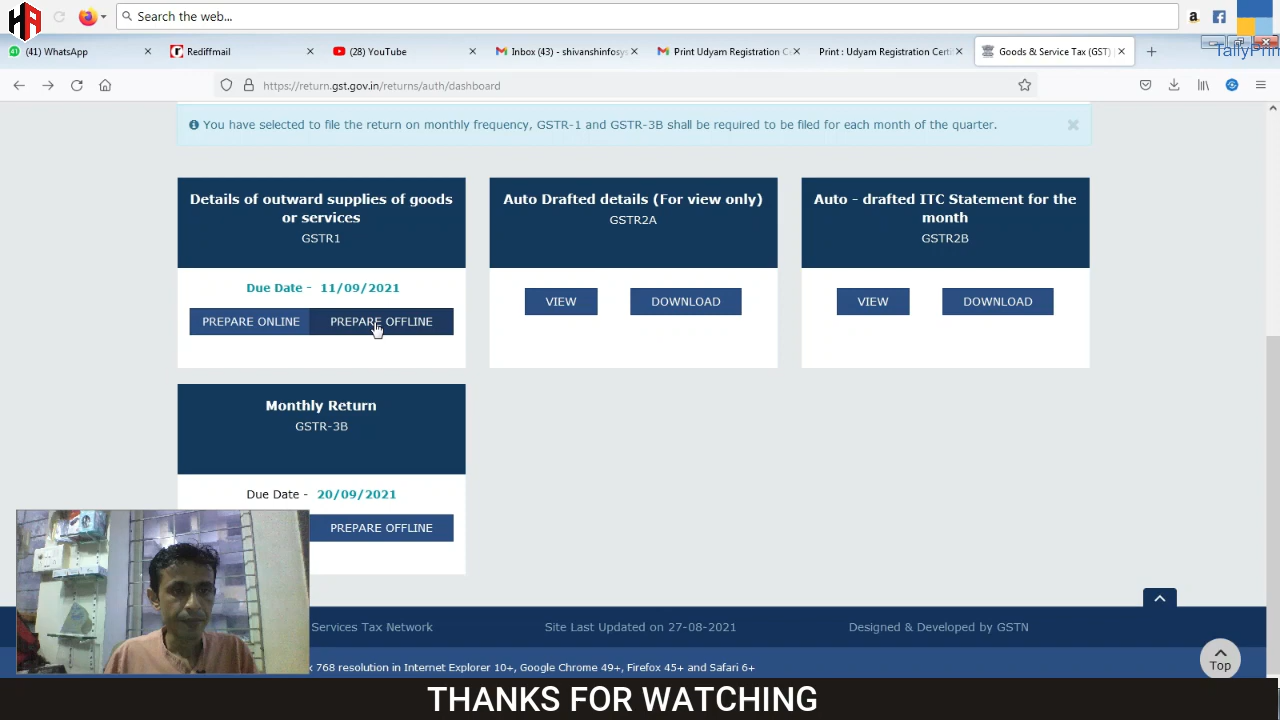 HA
Search the web...
a
(41) WhatsApp
Rediffmail
(28) YouTube
Inbox (43) - shivanshinfosys
Print Udyam Registration C
Print : Udyam Registration Certi
Goods & Service Tax (GST) |
TallyPrim
https://return.gst.gov.in/returns/auth/dashboard
You have selected to file the return on monthly frequency, GSTR-1 and GSTR-3B shall be required to be filed for each month of the quarter.
Details of outward supplies of goods
or services
GSTR1
Due Date - 11/09/2021
PREPARE ONLINE
PREPARE OFFLINE
Auto Drafted details (For view only)
GSTR2A
VIEW
DOWNLOAD
Auto - drafted ITC Statement for the
month
GSTR2B
VIEW
DOWNLOAD
Monthly Return
GSTR-3B
Due Date - 20/09/2021
PREPARE OFFLINE
Services Tax Network
Site Last Updated on 27-08-2021
Designed & Developed by GSTN
768 resolution in Internet Explorer 10+, Google Chrome 49+, Firefox 45+ and Safari 6+
Top
THANKS FOR WATCHING